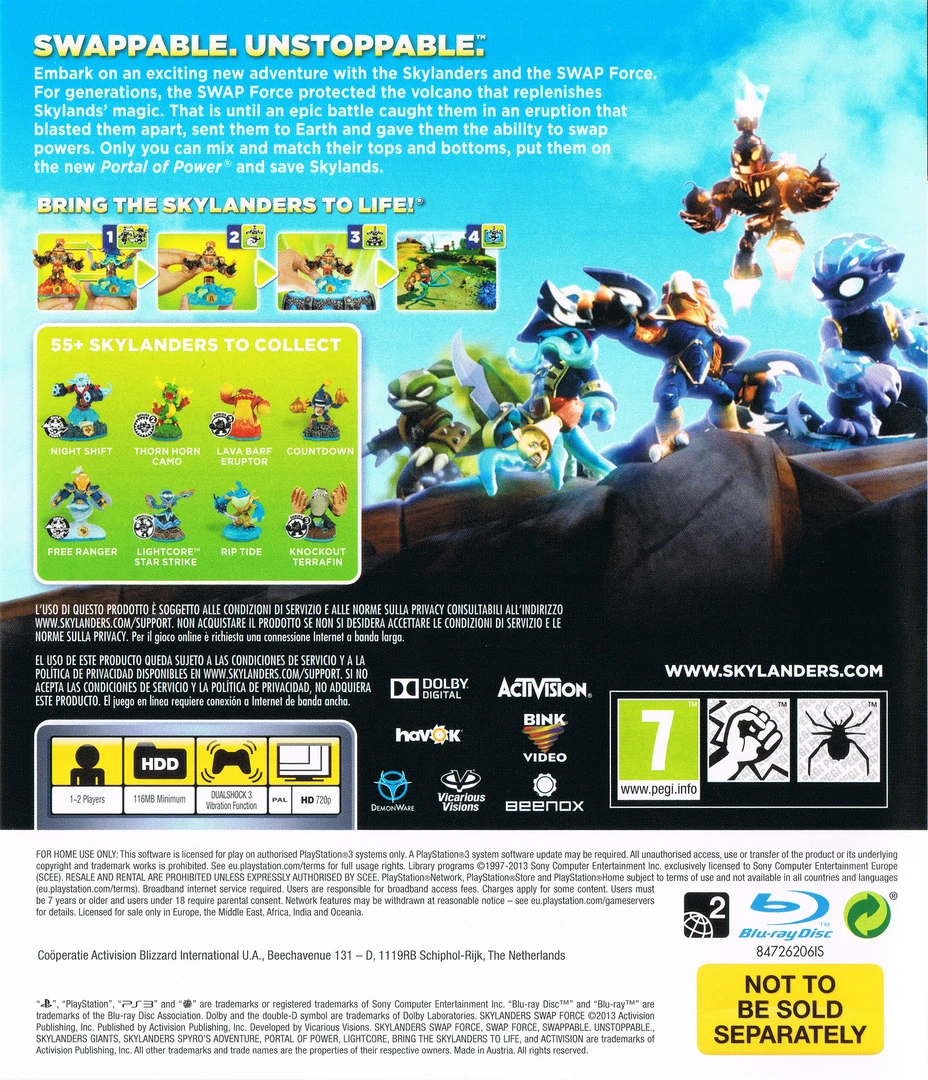 SWAPPABLE. UNSTOPPABLE.™
Embark on an exciting new adventure with the Skylanders and the SWAP Force.
For generations, the SWAP Force protected the volcano that replenishes
Skylands' magic. That is until an epic battle caught them in an eruption that
blasted them apart, sent them to Earth and gave them the ability to swap
powers. Only you can mix and match their tops and bottoms, put them on
the new Portal of Power® and save Skylands.
BRING THE SKYLANDERS TO LIFE!®
1
2
3
4
55+ SKYLANDERS TO COLLECT
NIGHT SHIFT
THORN HORN
CAMO
LAVA BARF
ERUPTOR
COUNTDOWN
FREE RANGER
LIGHTCORE™
STAR STRIKE
RIP TIDE
KNOCKOUT
TERRAFIN
L'USO DI QUESTO PRODOTTO È SOGGETTO ALLE CONDIZIONI DI SERVIZIO E ALLE NORME SULLA PRIVACY CONSULTABILI ALL'INDIRIZZO
WWW.SKYLANDERS.COM/SUPPORT. NON ACQUISTARE IL PRODOTTO SE NON SI DESIDERA ACCETTARE LE CONDIZIONI DI SERVIZIO E LE
NORME SULLA PRIVACY. Per il gioco online è richiesta una connessione Internet a banda larga.
EL USO DE ESTE PRODUCTO QUEDA SUJETO A LAS CONDICIONES DE SERVICIO Y A LA
POLÍTICA DE PRIVACIDAD DISPONIBLES EN WWW.SKYLANDERS.COM/SUPPORT. SI NO
ACEPTA LAS CONDICIONES DE SERVICIO Y LA POLÍTICA DE PRIVACIDAD, NO ADQUIERA
ESTE PRODUCTO. El juego en línea requiere conexión a Internet de banda ancha.
DOLBY
DIGITAL
ACTIVISION®
havok
BINK
VIDEO
DEMONWARE
Vicarious
Visions
BEENOX
WWW.SKYLANDERS.COM
7™
www.pegi.info
™
™
HDD
1–2 Players
116MB Minimum
DUALSHOCK 3
Vibration Function
PAL
HD 720p
FOR HOME USE ONLY: This software is licensed for play on authorised PlayStation®3 systems only. A PlayStation®3 system software update may be required. All unauthorised access, use or transfer of the product or its underlying
copyright and trademark works is prohibited. See eu.playstation.com/terms for full usage rights. Library programs ©1997-2013 Sony Computer Entertainment Inc. exclusively licensed to Sony Computer Entertainment Europe
(SCEE). RESALE AND RENTAL ARE PROHIBITED UNLESS EXPRESSLY AUTHORISED BY SCEE. PlayStation®Network, PlayStation®Store and PlayStation®Home subject to terms of use and not available in all countries and languages
(eu.playstation.com/terms). Broadband internet service required. Users are responsible for broadband access fees. Charges apply for some content. Users must
be 7 years or older and users under 18 require parental consent. Network features may be withdrawn at reasonable notice – see eu.playstation.com/gameservers
for details. Licensed for sale only in Europe, the Middle East, Africa, India and Oceania.
2
Blu-ray Disc™
®
84726206IS
Coöperatie Activision Blizzard International U.A., Beechavenue 131 – D, 1119RB Schiphol-Rijk, The Netherlands
NOT TO
BE SOLD
SEPARATELY
" ", "PlayStation", "PS3" and " " are trademarks or registered trademarks of Sony Computer Entertainment Inc. "Blu-ray Disc™" and "Blu-ray™" are
trademarks of the Blu-ray Disc Association. Dolby and the double-D symbol are trademarks of Dolby Laboratories. SKYLANDERS SWAP FORCE ©2013 Activision
Publishing, Inc. Published by Activision Publishing, Inc. Developed by Vicarious Visions. SKYLANDERS SWAP FORCE, SWAP FORCE, SWAPPABLE. UNSTOPPABLE.,
SKYLANDERS GIANTS, SKYLANDERS SPYRO'S ADVENTURE, PORTAL OF POWER, LIGHTCORE, BRING THE SKYLANDERS TO LIFE, and ACTIVISION are trademarks of
Activision Publishing, Inc. All other trademarks and trade names are the properties of their respective owners. Made in Austria. All rights reserved.